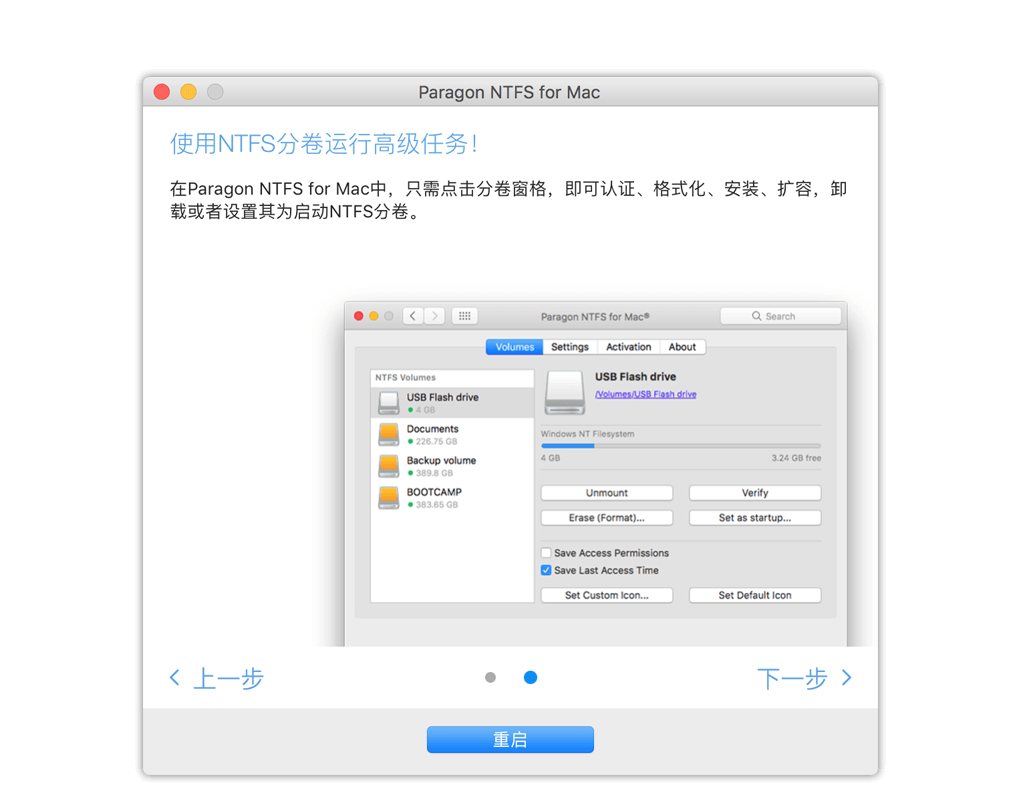 Paragon NTFS for Mac
使用NTFS分卷运行高级任务！
在Paragon NTFS for Mac中，只需点击分卷窗格，即可认证、格式化、安装、扩容，卸
载或者设置其为启动NTFS分卷。
Paragon NTFS for Mac®
Search
Volumes Settings Activation About
NTFS Volumes
USB Flash drive
4 GB
Documents
226.75 GB
Backup volume
389.8 GB
BOOTCAMP
383.65 GB
USB Flash drive
/Volumes/USB Flash drive
Windows NT Filesystem
4 GB 3.24 GB free
Unmount Verify
Erase (Format)... Set as startup...
Save Access Permissions
Save Last Access Time
Set Custom Icon... Set Default Icon
上一步 下一步
重启